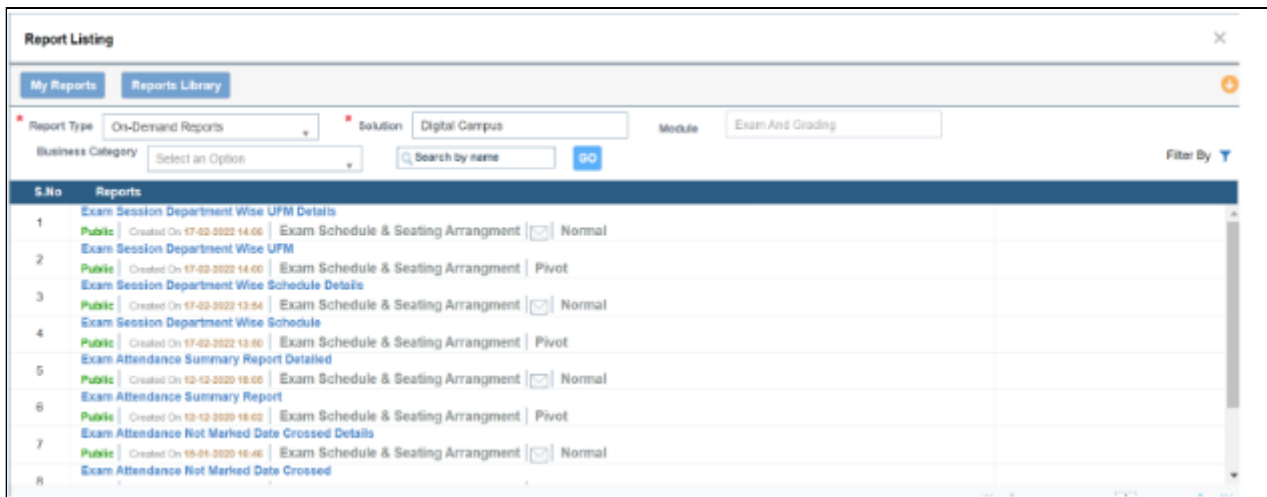 Report Listing
My Reports Reports Library
* Report Type On-Demand Reports * Solution Digital Campus Module Exam And Grading
Business Category Select an Option Search by name GO Filter By
S.No Reports
Exam Session Department Wise UFM Details
1 Public | Created On 17-02-2022 14:06 | Exam Schedule & Seating Arrangment | Normal
Exam Session Department Wise UFM
2 Public | Created On 17-02-2022 14:00 | Exam Schedule & Seating Arrangment | Pivot
Exam Session Department Wise Schedule Details
3 Public | Created On 17-02-2022 13:54 | Exam Schedule & Seating Arrangment | Normal
Exam Session Department Wise Schedule
4 Public | Created On 17-02-2022 | Exam Schedule & Seating Arrangment | Pivot
Exam Attendance Summary Report Detailed
5 Public | Created On 12-12-2020 | Exam Schedule & Seating Arrangment | Normal
Exam Attendance Summary Report
6 Public | Created On 12-12-2020 | Exam Schedule & Seating Arrangment | Pivot
Exam Attendance Not Marked Date Crossed Details
7 Public | Created On | Exam Schedule & Seating Arrangment | Normal
Exam Attendance Not Marked Date Crossed
8